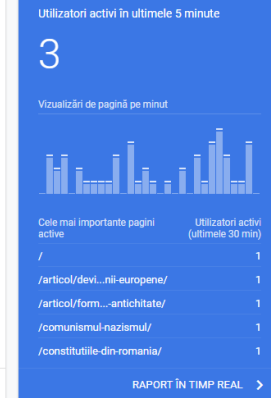 Utilizatori activi în ultimele 5 minute
3
Vizualizări de pagină pe minut
Cele mai importante pagini active
Utilizatori activi (ultimele 30 min)
/ 1
/articol/devi...nii-europene/ 1
/articol/form...-antichitate/ 1
/comunismul-nazismul/ 1
/constitutiile-din-romania/ 1
RAPORT ÎN TIMP REAL